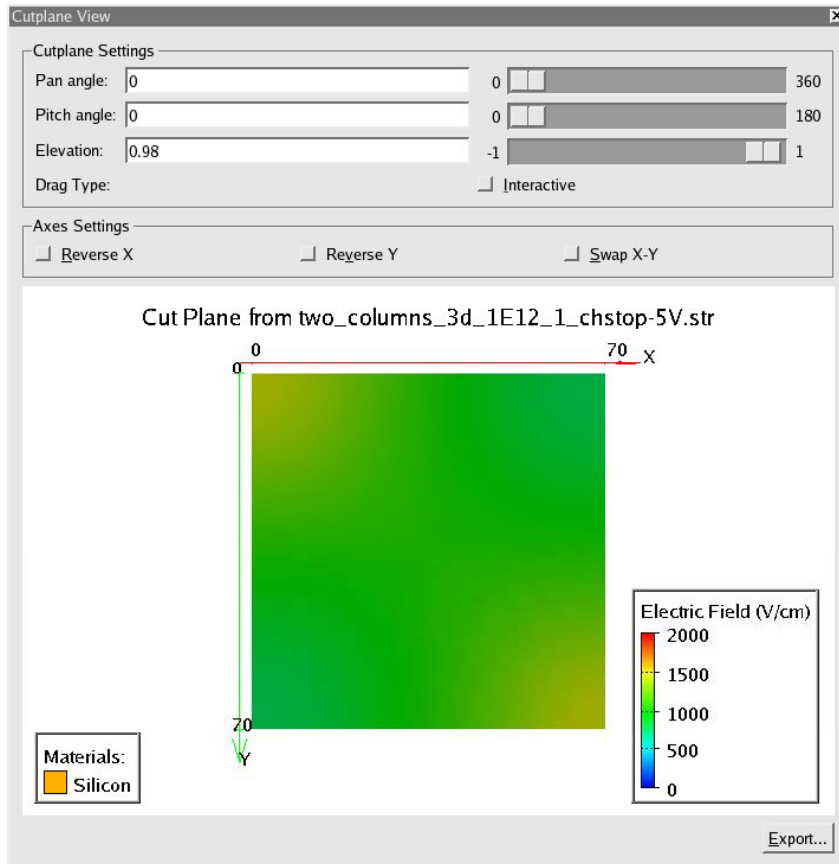 Cutplane View
Cutplane Settings
Pan angle: 0 0 360
Pitch angle: 0 0 180
Elevation: 0.98 -1 1
Drag Type: Interactive
Axes Settings
Reverse X Reverse Y Swap X-Y
Cut Plane from two_columns_3d_1E12_1_chstop-5V.str
0 70 X
0
Electric Field (V/cm)
2000
1500
1000
500
0
70
Y
Materials:
Silicon
Export...